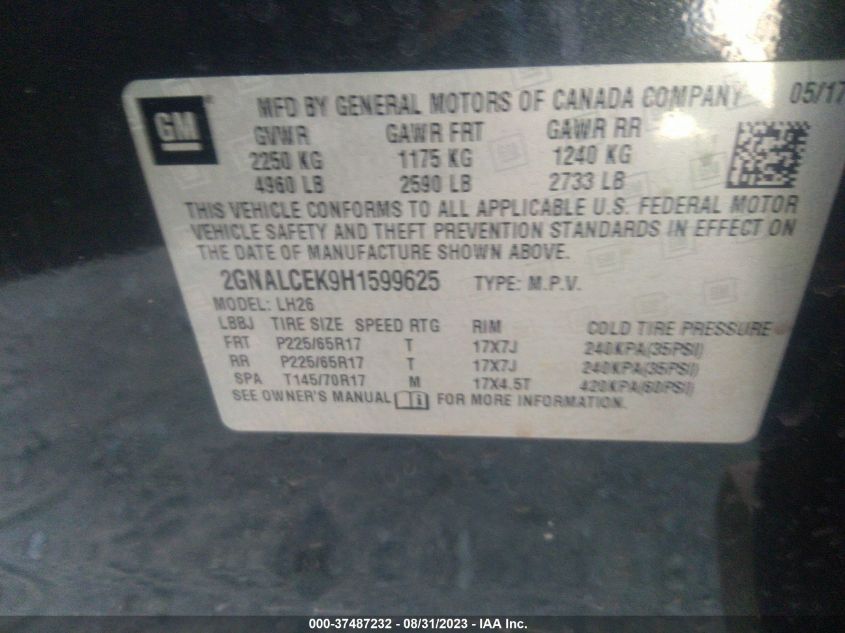 GM
MFD BY GENERAL MOTORS OF CANADA COMPANY 05/17
GVWR GAWR FRT GAWR RR
2250 KG 1175 KG 1240 KG
4960 LB 2590 LB 2733 LB
THIS VEHICLE CONFORMS TO ALL APPLICABLE U.S. FEDERAL MOTOR
VEHICLE SAFETY AND THEFT PREVENTION STANDARDS IN EFFECT ON
THE DATE OF MANUFACTURE SHOWN ABOVE.
2GNALCEK9H1599625 TYPE: M.P.V.
MODEL: LH26
LBBJ TIRE SIZE SPEED RTG RIM COLD TIRE PRESSURE
FRT P225/65R17 T 17X7J 240KPA(35PSI)
RR P225/65R17 T 17X7J 240KPA(35PSI)
SPA T145/70R17 M 17X4.5T 420KPA(60PSI)
SEE OWNER'S MANUAL FOR MORE INFORMATION.
000-37487232 - 08/31/2023 - IAA Inc.